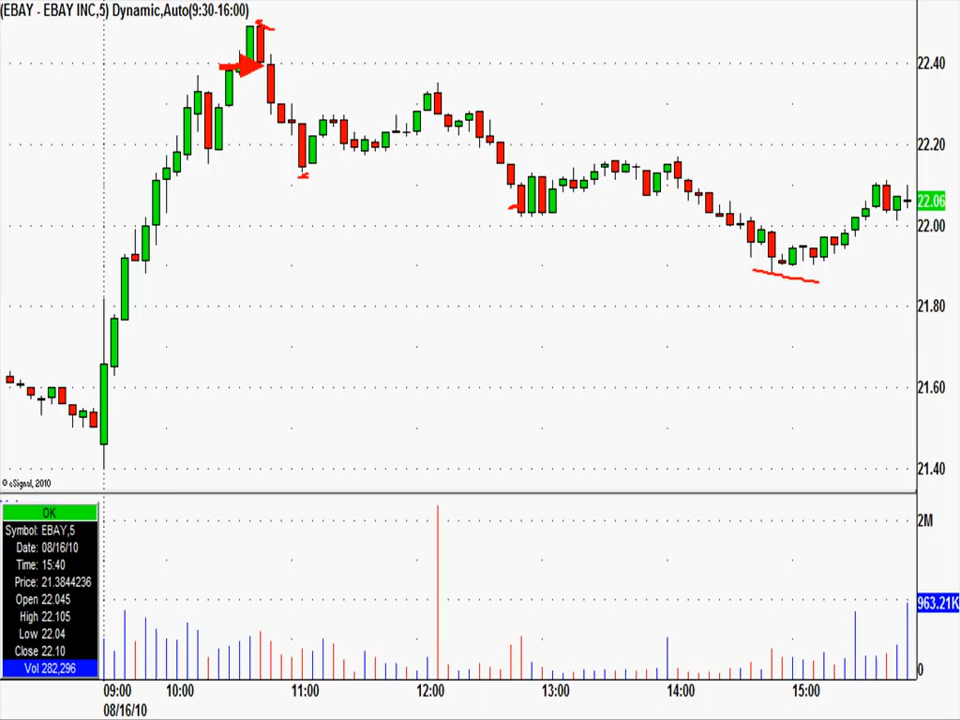 (EBAY - EBAY INC,5) Dynamic,Auto(9:30-16:00)
22.40
22.20
22.06
22.00
21.80
21.60
21.40
© eSignal, 2010
OK
Symbol: EBAY,5
Date: 08/16/10
Time: 15:40
Price: 21.3844236
Open 22.045
High 22.105
Low 22.04
Close 22.10
Vol 282,296
2M
963.21K
0
09:00 10:00 11:00 12:00 13:00 14:00 15:00
08/16/10